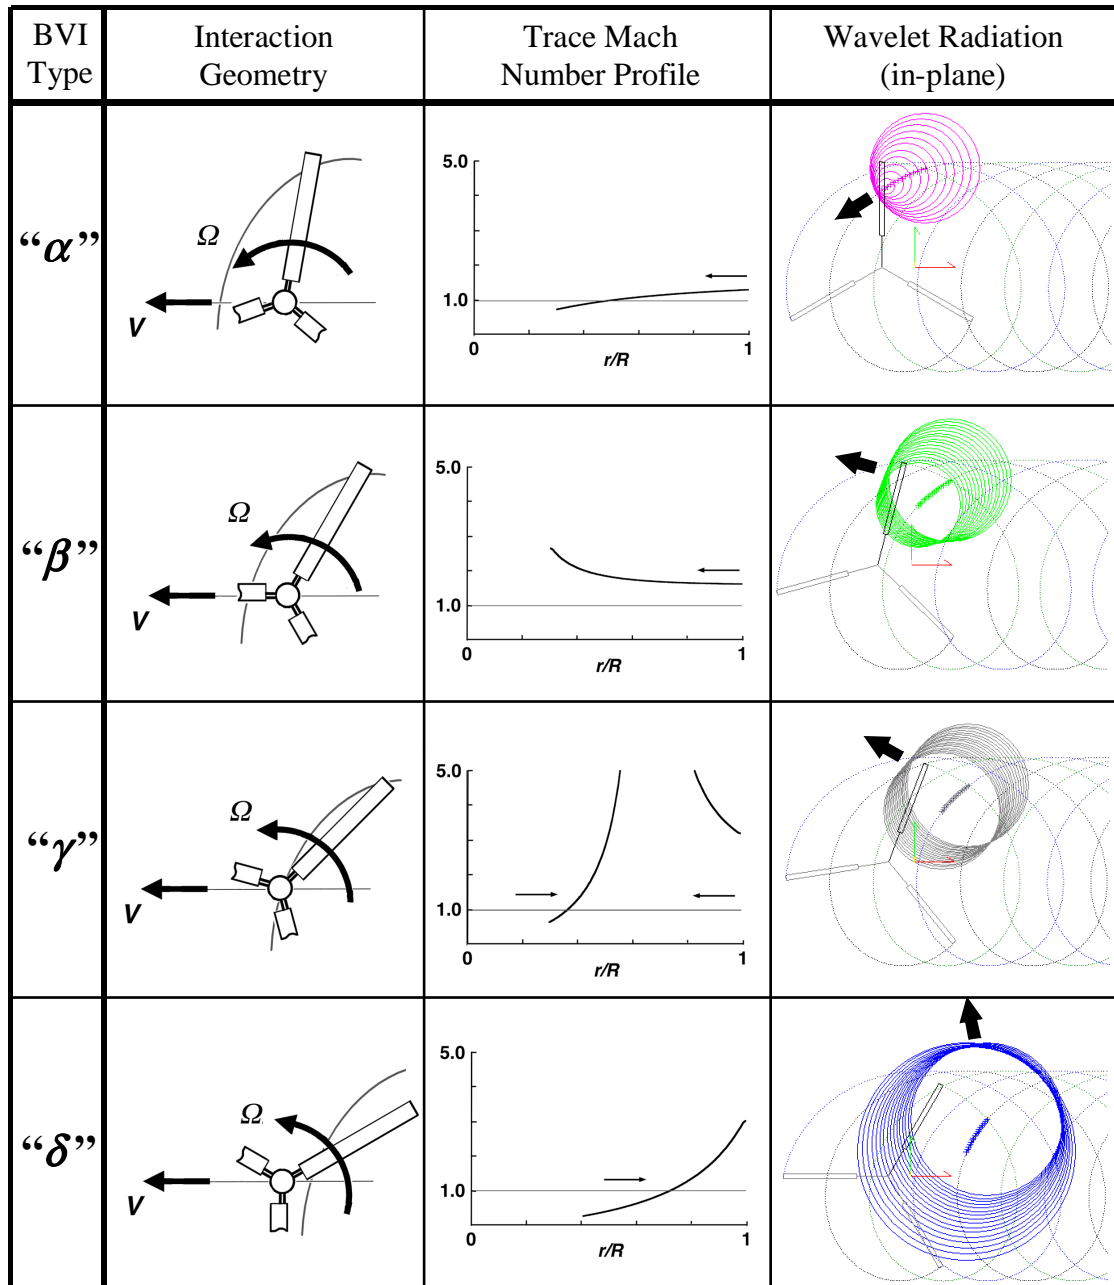 BVI
Type
Interaction
Geometry
Trace Mach
Number Profile
Wavelet Radiation
(in-plane)
“α”
Ω
V
5.0
1.0
0
1
r/R
“β”
Ω
V
5.0
1.0
0
1
r/R
“γ”
Ω
V
5.0
1.0
0
1
r/R
“δ”
Ω
V
5.0
1.0
0
1
r/R